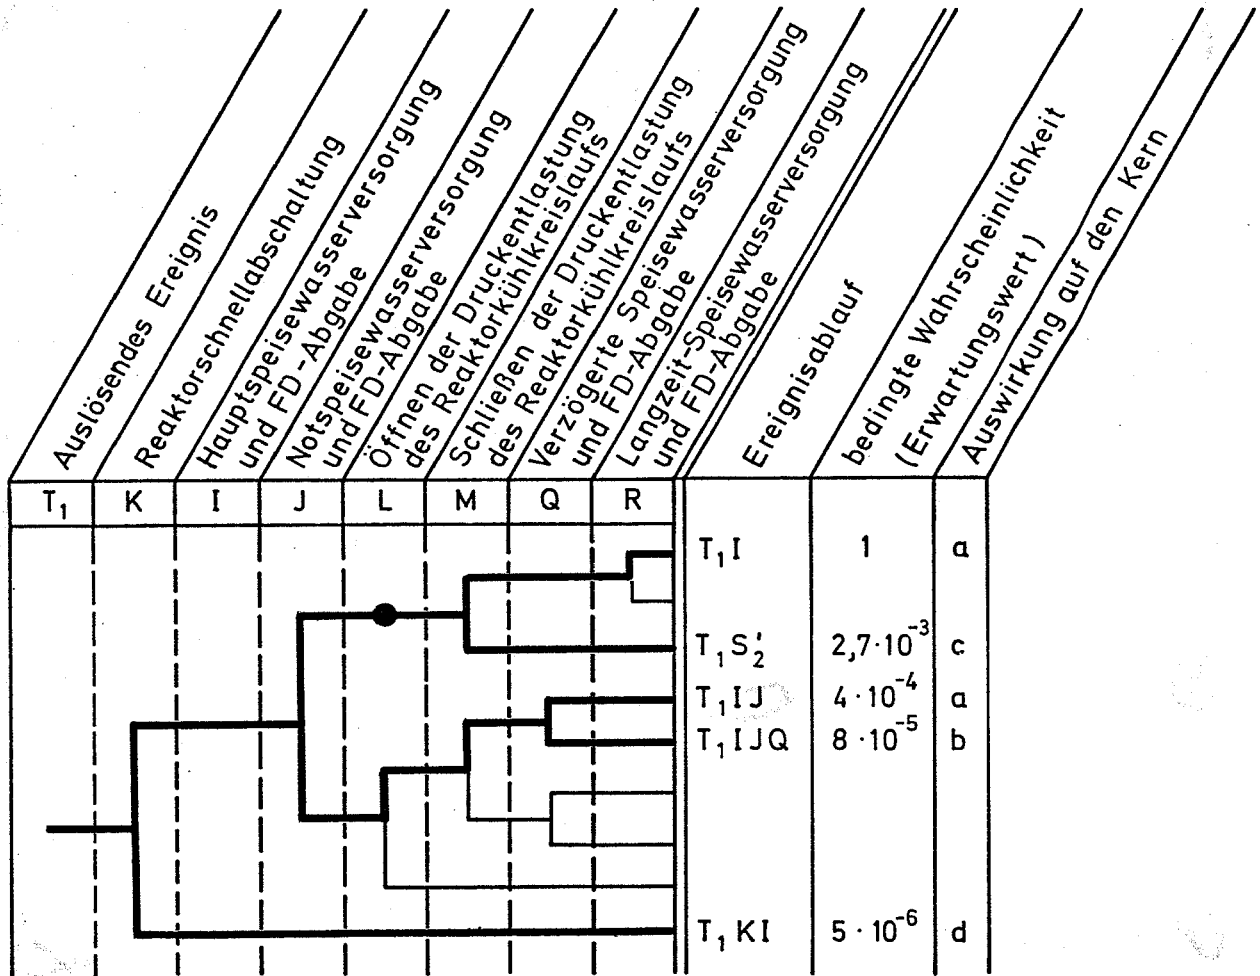 Auslösendes Ereignis
Reaktorschnellabschaltung
Hauptspeisewasserversorgung
und FD-Abgabe
Notspeisewasserversorgung
und FD-Abgabe
Öffnen der Druckentlastung
des Reaktorkühlkreislaufs
Schließen der Druckentlastung
des Reaktorkühlkreislaufs
Verzögerte Speisewasserversorgung
und FD-Abgabe
Langzeit-Speisewasserversorgung
und FD-Abgabe
Ereignisablauf
bedingte Wahrscheinlichkeit
(Erwartungswert)
Auswirkung auf den Kern
T₁ K I J L M Q R
T₁I 1 a
T₁S₂' 2,7·10⁻³ c
T₁IJ 4·10⁻⁴ a
T₁IJQ 8·10⁻⁵ b
T₁KI 5·10⁻⁶ d